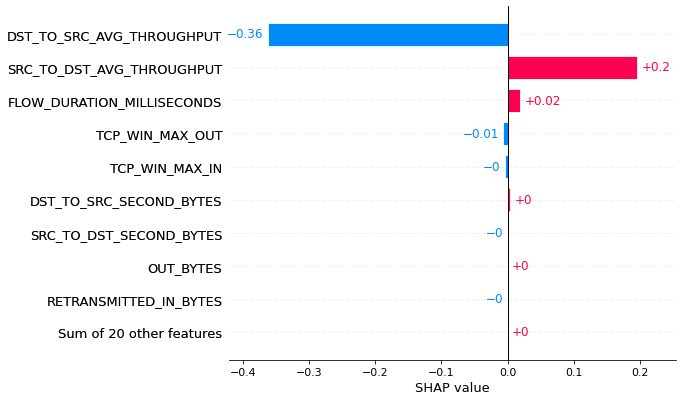 DST_TO_SRC_AVG_THROUGHPUT −0.36
SRC_TO_DST_AVG_THROUGHPUT +0.2
FLOW_DURATION_MILLISECONDS +0.02
TCP_WIN_MAX_OUT −0.01
TCP_WIN_MAX_IN −0
DST_TO_SRC_SECOND_BYTES +0
SRC_TO_DST_SECOND_BYTES −0
OUT_BYTES +0
RETRANSMITTED_IN_BYTES −0
Sum of 20 other features +0
−0.4 −0.3 −0.2 −0.1 0.0 0.1 0.2
SHAP value